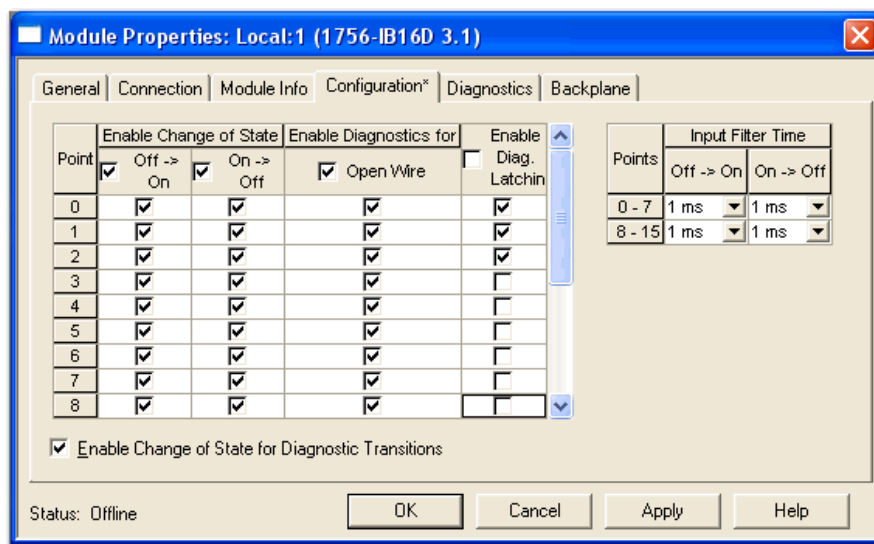 Module Properties: Local:1 (1756-IB16D 3.1)
General Connection Module Info Configuration* Diagnostics Backplane
Point Enable Change of State Enable Diagnostics for Enable Diag. Latchin
Off -> On On -> Off Open Wire
0
1
2
3
4
5
6
7
8
Points Input Filter Time
Off -> On On -> Off
0 - 7 1 ms 1 ms
8 - 15 1 ms 1 ms
Enable Change of State for Diagnostic Transitions
Status: Offline OK Cancel Apply Help